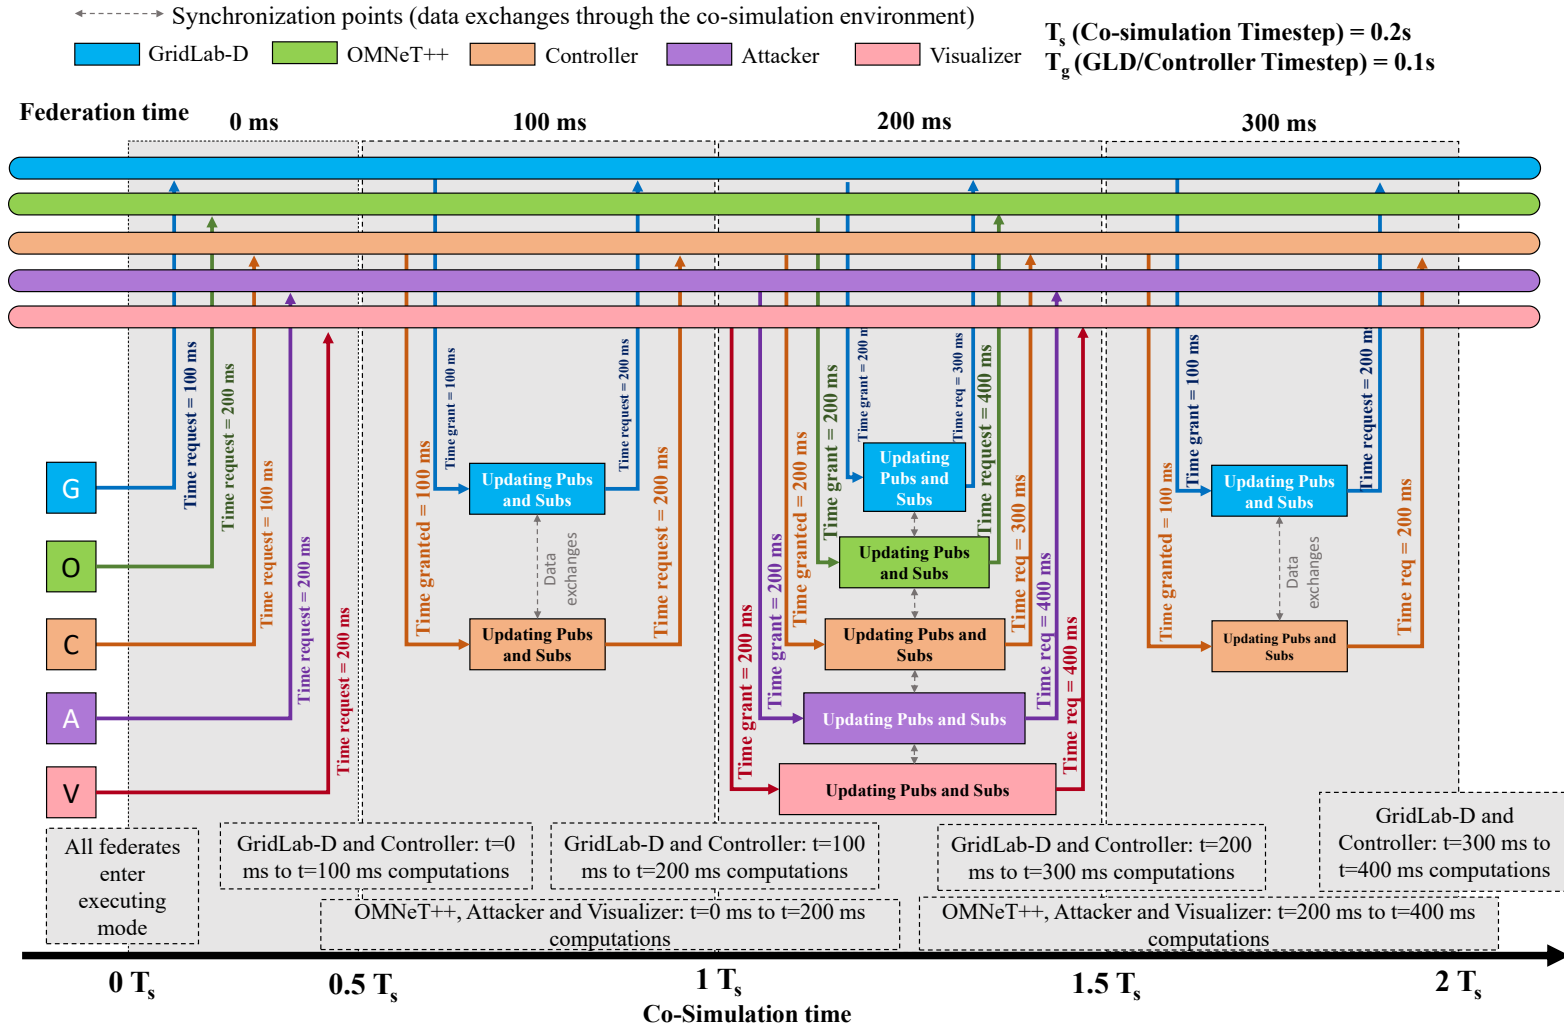 Synchronization points (data exchanges through the co-simulation environment)
GridLab-D
OMNeT++
Controller
Attacker
Visualizer
Ts (Co-simulation Timestep) = 0.2s
Tg (GLD/Controller Timestep) = 0.1s
Federation time
0 ms
100 ms
200 ms
300 ms
G
O
C
A
V
Time request = 100 ms
Time request = 200 ms
Time request = 100 ms
Time request = 200 ms
Time request = 200 ms
Time granted = 100 ms
Time grant = 100 ms
Updating Pubs
and Subs
Data
exchanges
Updating Pubs
and Subs
Time request = 200 ms
Time request = 200 ms
Time grant = 200 ms
Time grant = 200 ms
Time granted = 200 ms
Time grant = 200 ms
Time grant = 200 ms
Updating
Pubs and
Subs
Updating Pubs
and Subs
Updating Pubs and
Subs
Updating Pubs and Subs
Updating Pubs and Subs
Time req = 300 ms
Time request = 400 ms
Time req = 300 ms
Time req = 400 ms
Time req = 400 ms
Time granted = 100 ms
Time grant = 100 ms
Updating Pubs
and Subs
Data
exchanges
Updating Pubs and
Subs
Time request = 200 ms
Time req = 200 ms
All federates
enter
executing
mode
GridLab-D and Controller: t=0
ms to t=100 ms computations
GridLab-D and Controller: t=100
ms to t=200 ms computations
GridLab-D and Controller: t=200
ms to t=300 ms computations
GridLab-D and
Controller: t=300 ms to
t=400 ms computations
OMNeT++, Attacker and Visualizer: t=0 ms to t=200 ms
computations
OMNeT++, Attacker and Visualizer: t=200 ms to t=400 ms
computations
0 Ts
0.5 Ts
1 Ts
1.5 Ts
2 Ts
Co-Simulation time